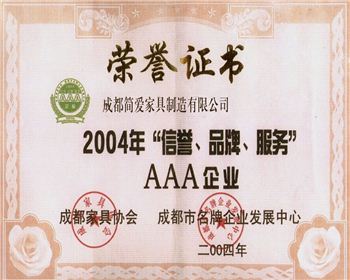 荣誉证书
成都简爱家具制造有限公司
2004年“信誉、品牌、服务”
AAA企业
成都家具协会 成都市名牌企业发展中心
二00四年